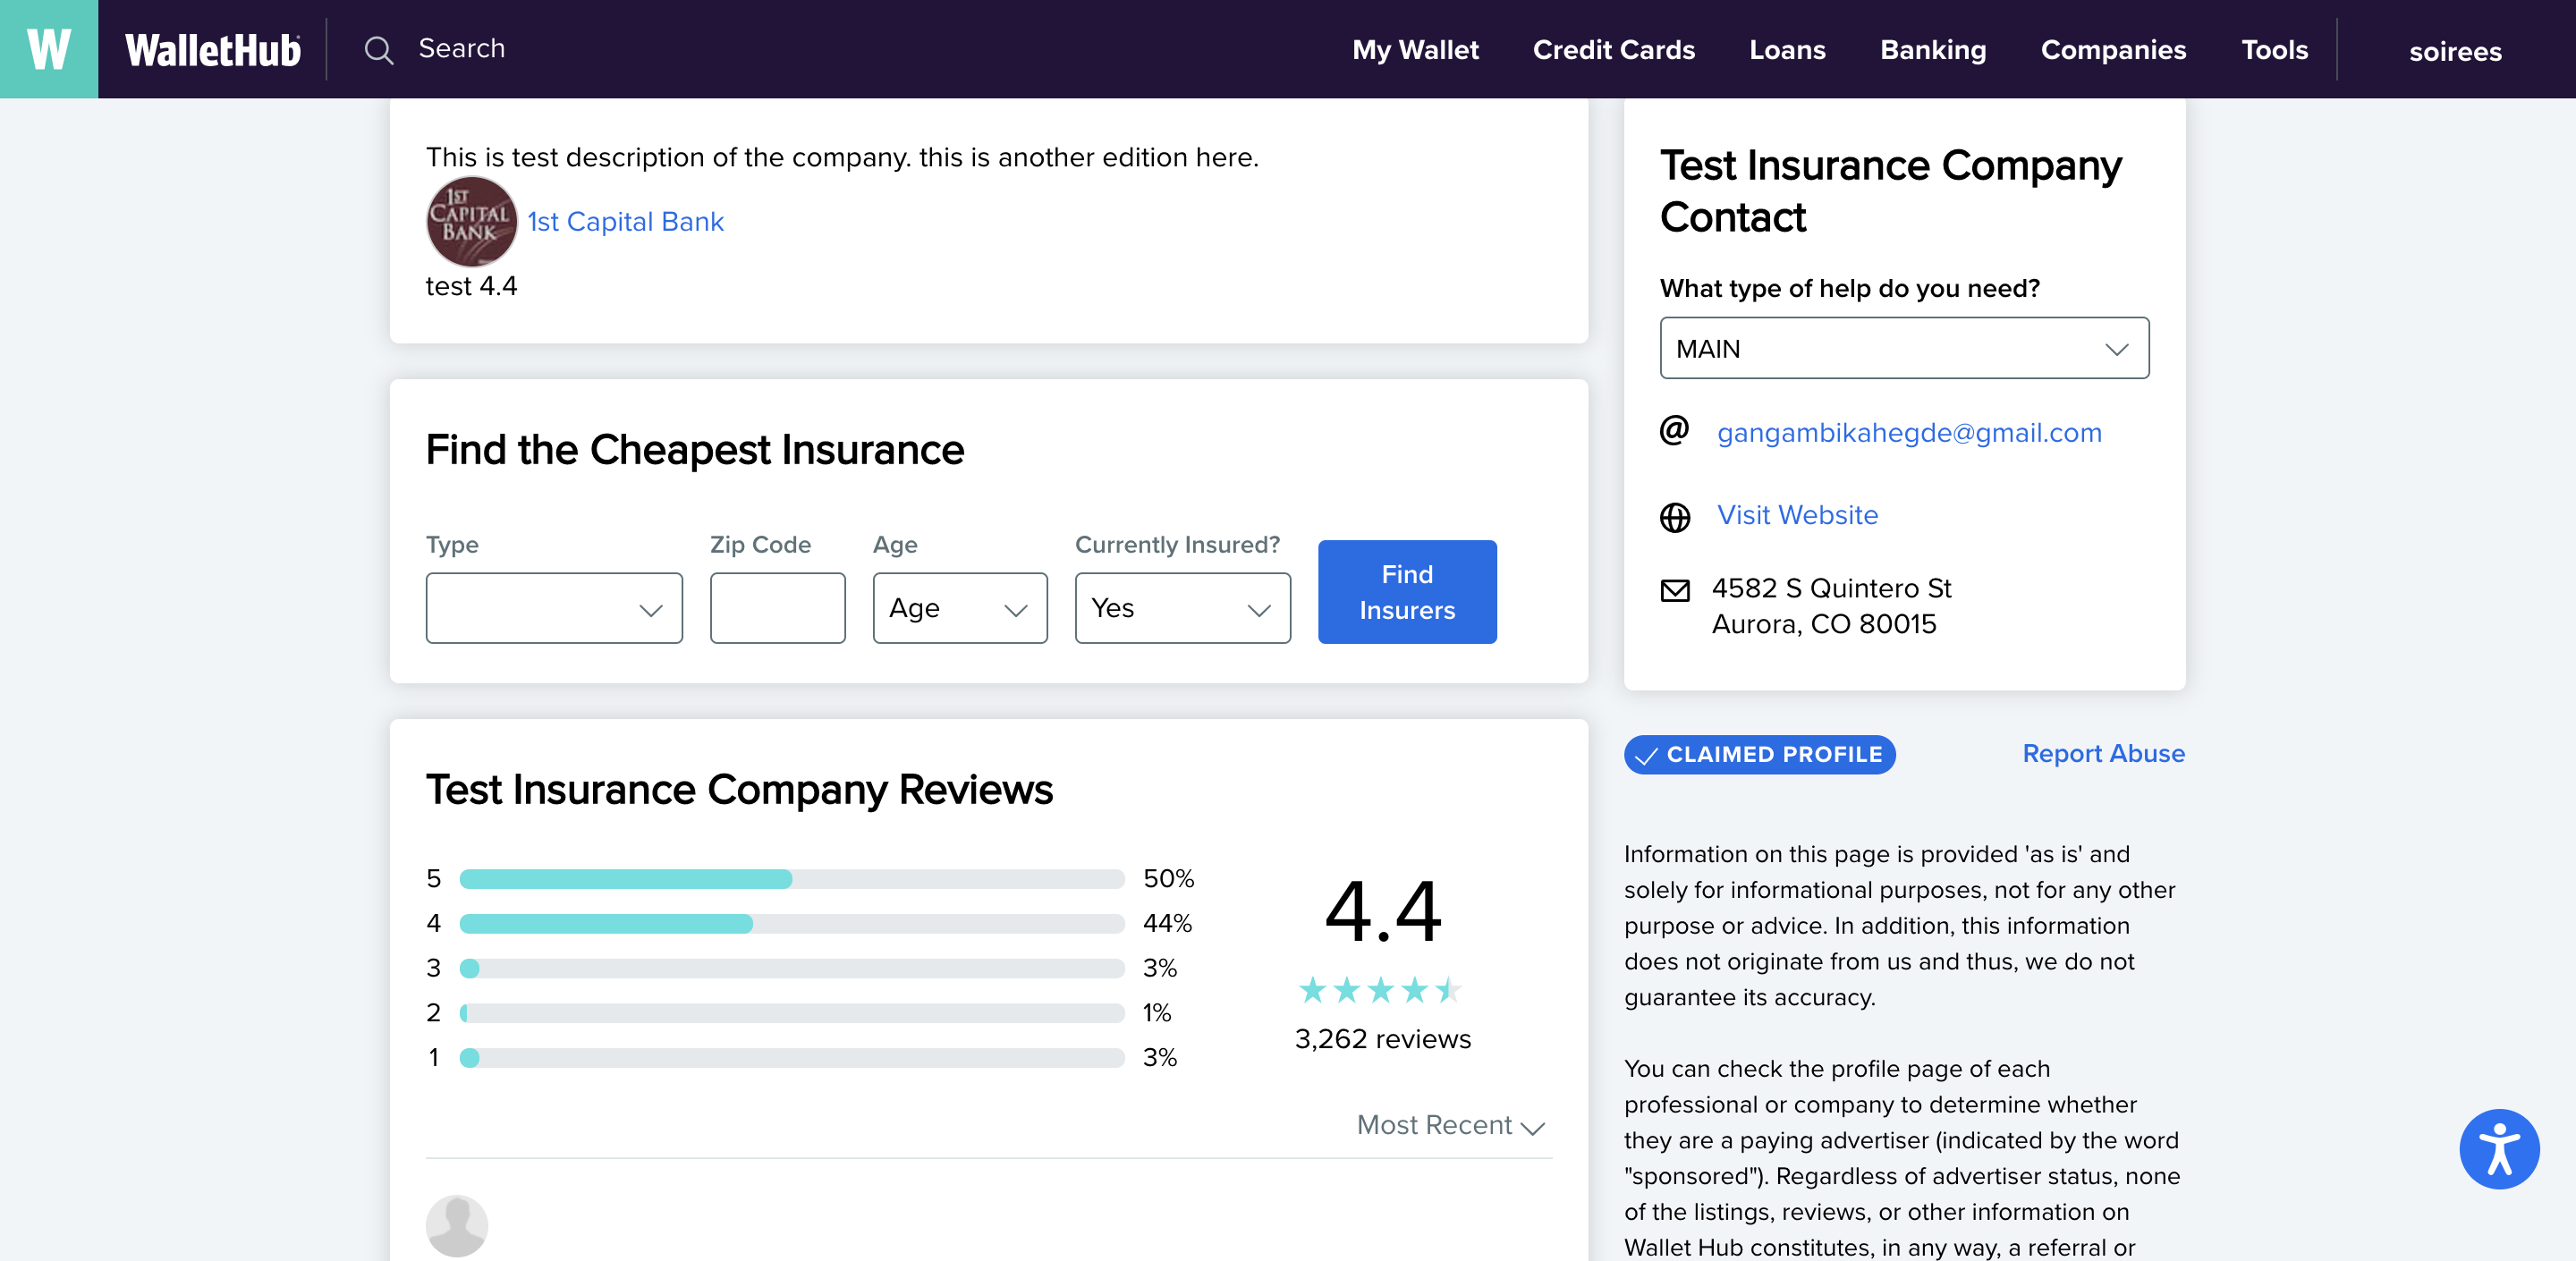 W WalletHub Search My Wallet Credit Cards Loans Banking Companies Tools soirees
This is test description of the company. this is another edition here.
1ST
CAPITAL
BANK
1st Capital Bank
test 4.4
Find the Cheapest Insurance
Type Zip Code Age Currently Insured?
Age Yes
Find
Insurers
Test Insurance Company Reviews
5 50%
4 44%
3 3%
2 1%
1 3%
4.4
3,262 reviews
Most Recent
Test Insurance Company
Contact
What type of help do you need?
MAIN
@ gangambikahegde@gmail.com
Visit Website
4582 S Quintero St
Aurora, CO 80015
CLAIMED PROFILE Report Abuse
Information on this page is provided 'as is' and
solely for informational purposes, not for any other
purpose or advice. In addition, this information
does not originate from us and thus, we do not
guarantee its accuracy.
You can check the profile page of each
professional or company to determine whether
they are a paying advertiser (indicated by the word
"sponsored"). Regardless of advertiser status, none
of the listings, reviews, or other information on
Wallet Hub constitutes, in any way, a referral or